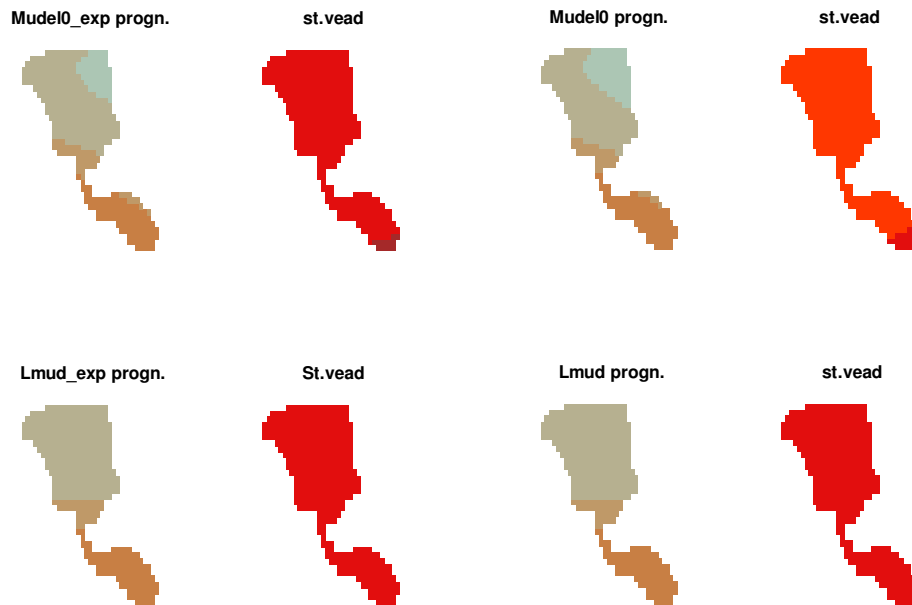 Mudel0_exp progn.
st.vead
Mudel0 progn.
st.vead
Lmud_exp progn.
St.vead
Lmud progn.
st.vead